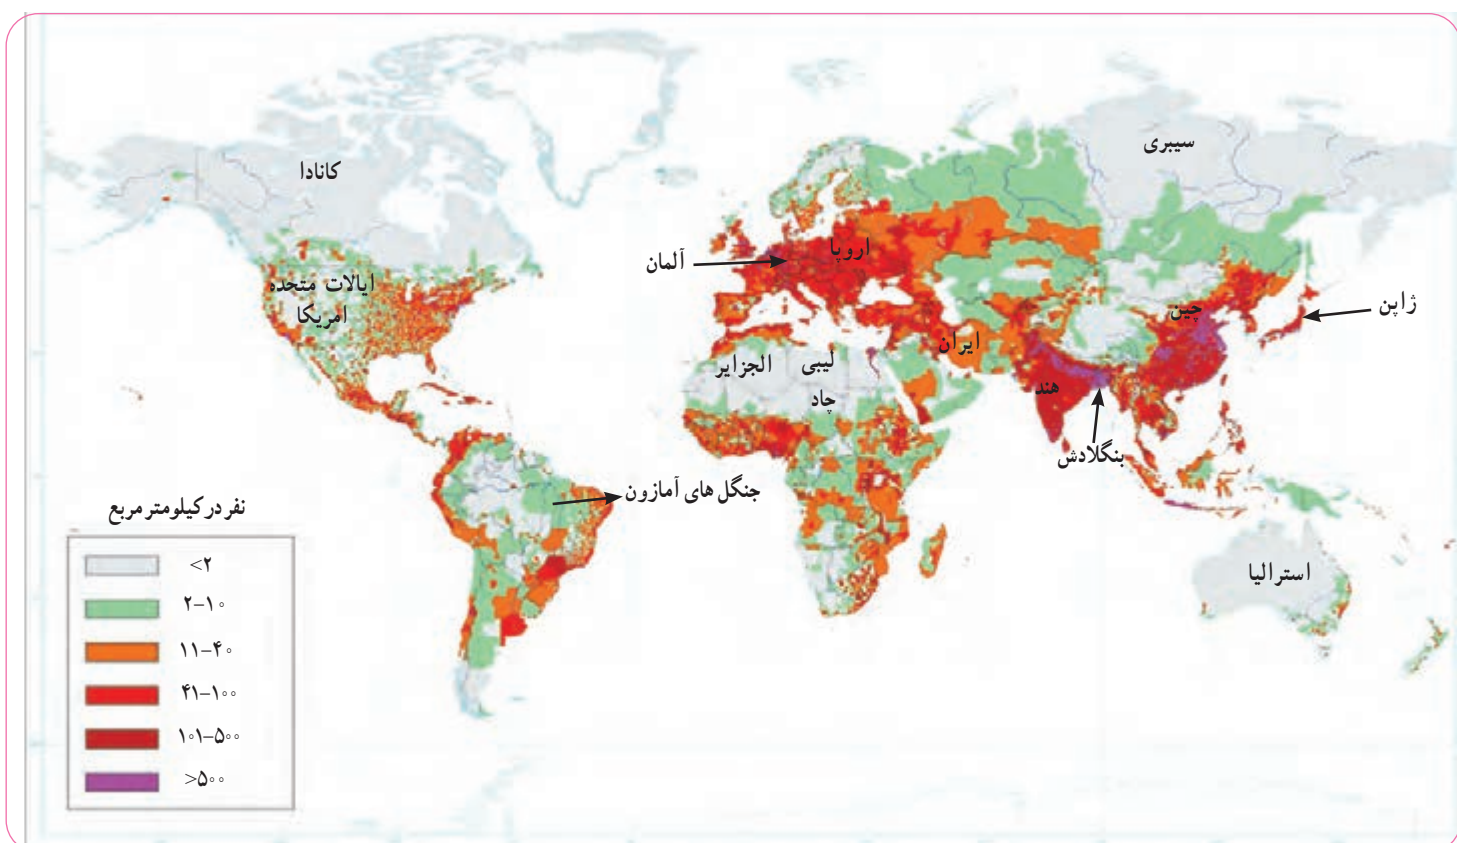 کانادا
سیبری
ایالات متحده
امریکا
آلمان
اروپا
چین
ژاپن
ایران
الجزایر
لیبی
چاد
هند
بنگلادش
جنگل های آمازون
استرالیا
نفر در کیلومتر مربع
<۲
۲–۱۰
۱۱–۴۰
۴۱–۱۰۰
۱۰۱–۵۰۰
>۵۰۰